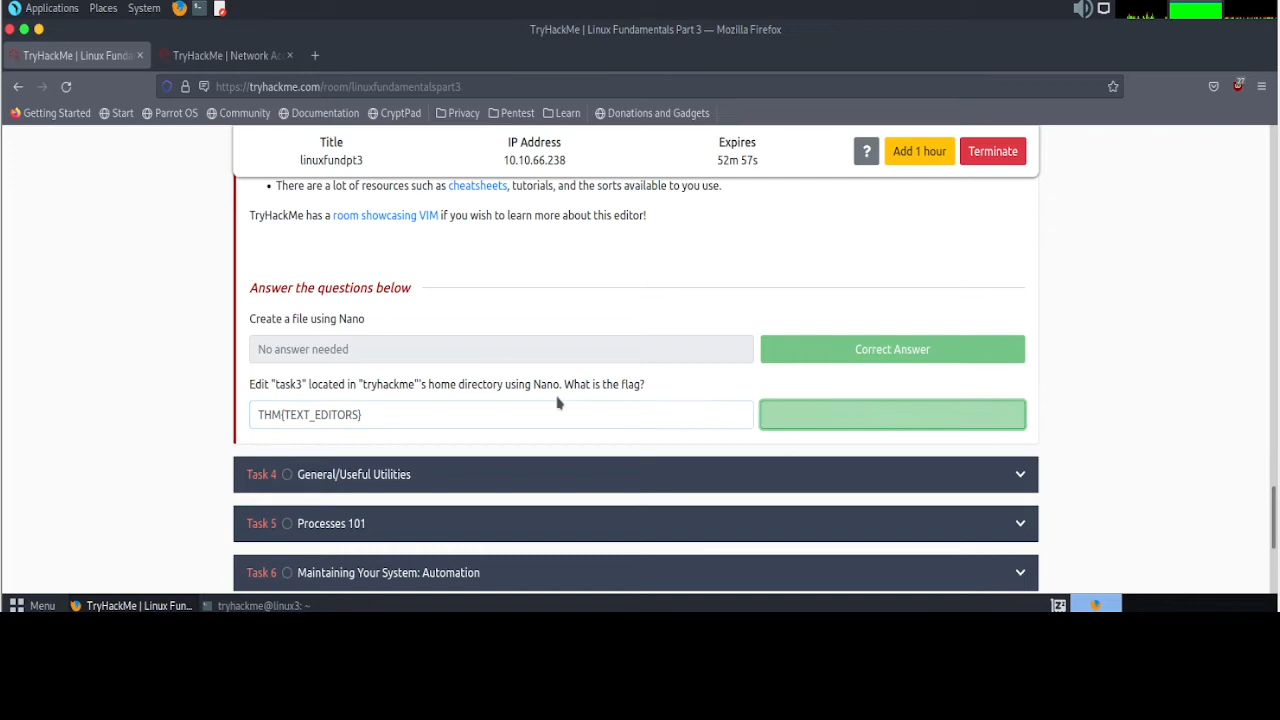 Applications Places System
TryHackMe | Linux Fundamentals Part 3 — Mozilla Firefox
TryHackMe | Linux Funda × TryHackMe | Network Ac × +
https://tryhackme.com/room/linuxfundamentalspart3
27
Getting Started Start Parrot OS Community Documentation CryptPad Privacy Pentest Learn Donations and Gadgets
Title IP Address Expires
linuxfundpt3 10.10.66.238 52m 57s
? Add 1 hour Terminate
• There are a lot of resources such as cheatsheets, tutorials, and the sorts available to you use.
TryHackMe has a room showcasing VIM if you wish to learn more about this editor!
Answer the questions below
Create a file using Nano
No answer needed Correct Answer
Edit "task3" located in "tryhackme"'s home directory using Nano. What is the flag?
THM{TEXT_EDITORS}
Task 4 General/Useful Utilities
Task 5 Processes 101
Task 6 Maintaining Your System: Automation
Menu TryHackMe | Linux Fun... tryhackme@linux3: ~